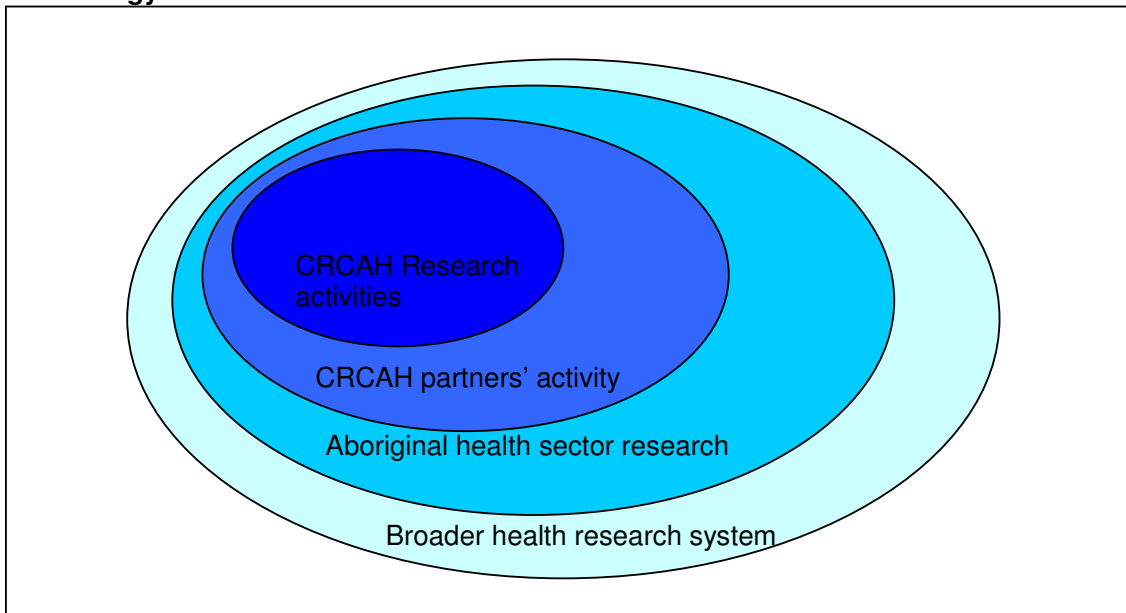 CRCAH Research
activities
CRCAH partners’ activity
Aboriginal health sector research
Broader health research system